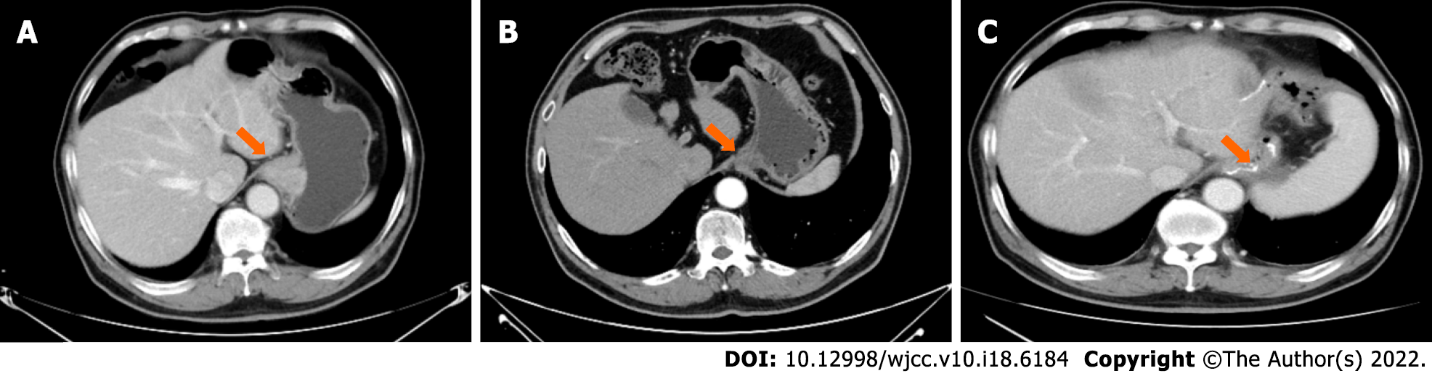 A
B
C
DOI: 10.12998/wjcc.v10.i18.6184 Copyright ©The Author(s) 2022.